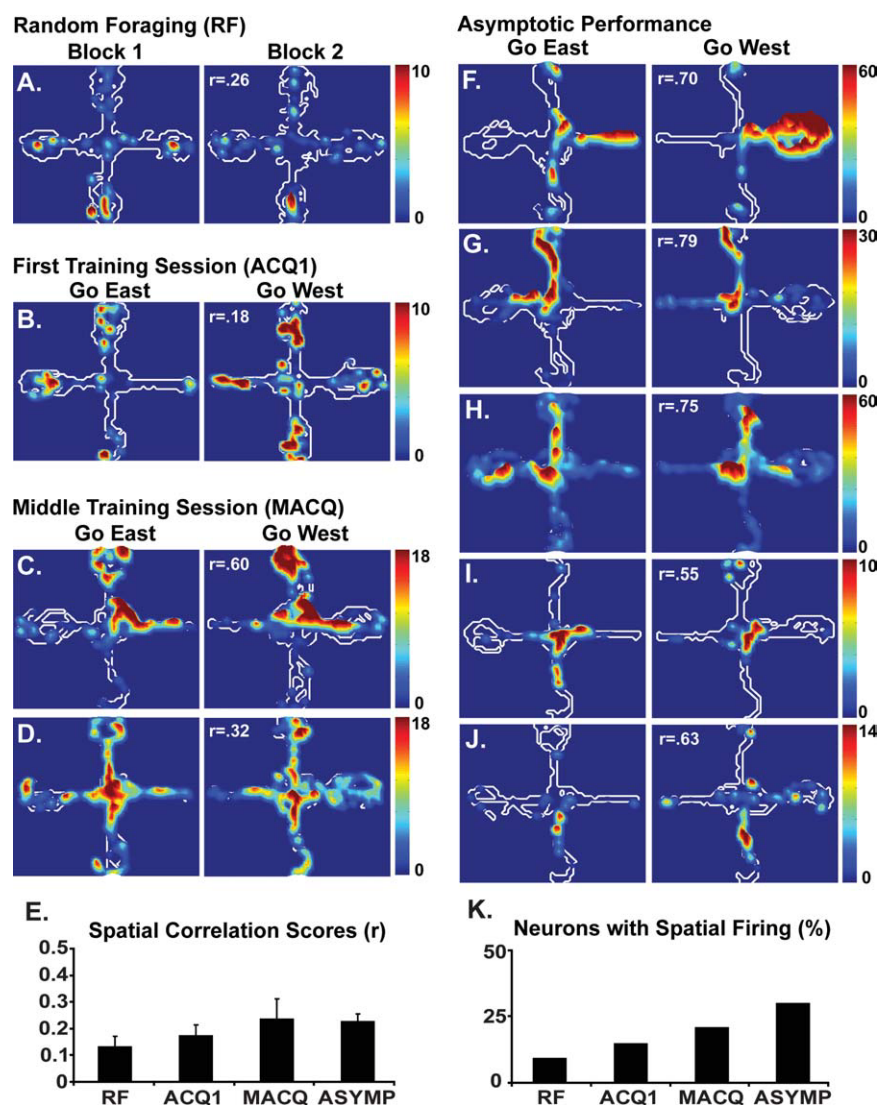 Random Foraging (RF)
Block 1 Block 2
A. r=.26 10
0
First Training Session (ACQ1)
Go East Go West
B. r=.18 10
0
Middle Training Session (MACQ)
Go East Go West
C. r=.60 18
0
D. r=.32 18
0
E.
Spatial Correlation Scores (r)
0.5
0.4
0.3
0.2
0.1
0
RF ACQ1 MACQ ASYMP
Asymptotic Performance
Go East Go West
F. r=.70 60
0
G. r=.79 30
0
H. r=.75 60
0
I. r=.55 10
0
J. r=.63 14
0
K.
Neurons with Spatial Firing (%)
50
25
0
RF ACQ1 MACQ ASYMP